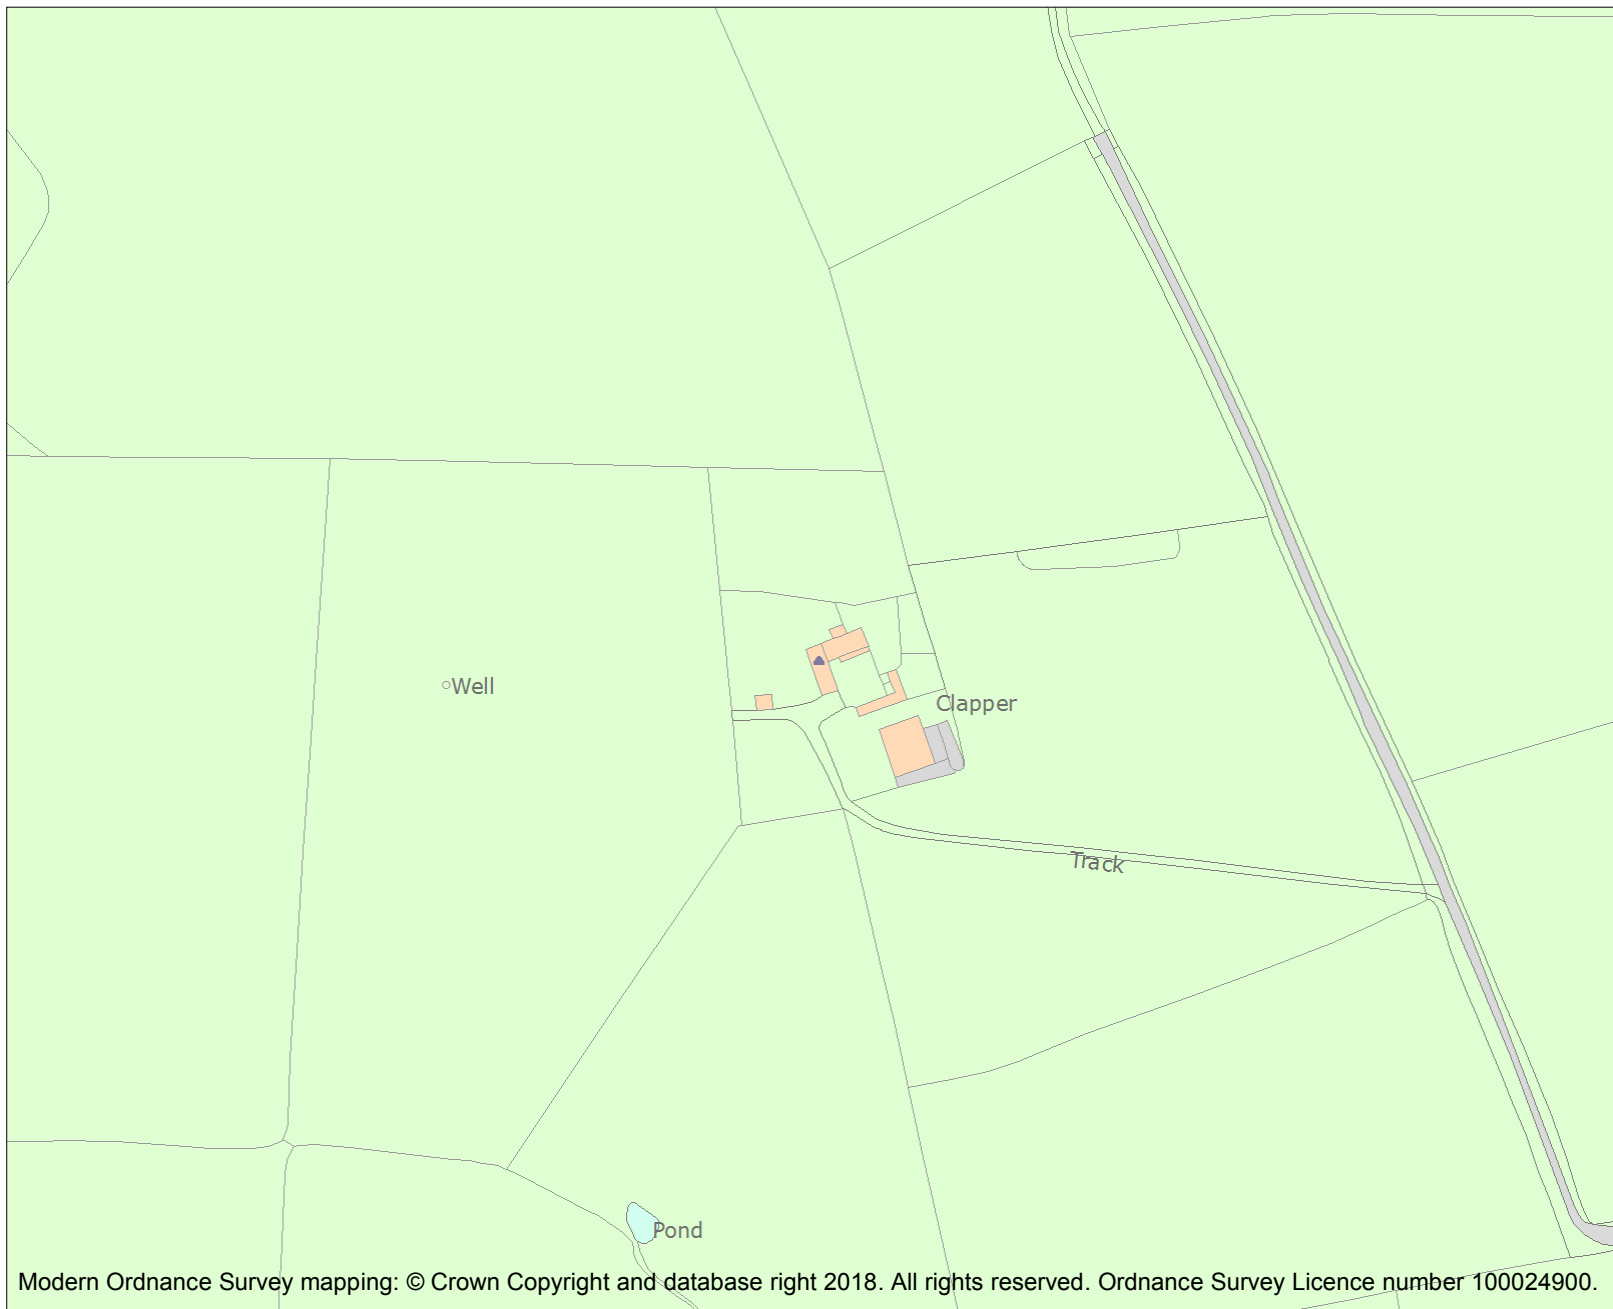 Well
Clapper
Track
Pond
Modern Ordnance Survey mapping: © Crown Copyright and database right 2018. All rights reserved. Ordnance Survey Licence number 100024900.